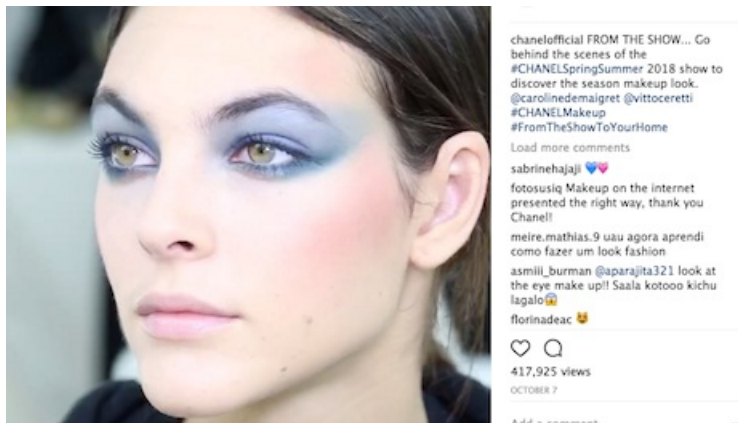 chanelofficial FROM THE SHOW... Go
behind the scenes of the
#CHANELSpringSummer 2018 show to
discover the season makeup look.
@carolinedemaigret @vittoceretti
#CHANELMakeup
#FromTheShowToYourHome
Load more comments
sabrinehajaji 💙💗
fotosusiq Makeup on the internet
presented the right way, thank you
Chanel!
meire.mathias.9 uau agora aprendi
como fazer um look fashion
asmiii_burman @aparajita321 look at
the eye make up!! Saala kotooo kichu
lagalo😱
florinadeac 😺
417,925 views
OCTOBER 7
Add a comment